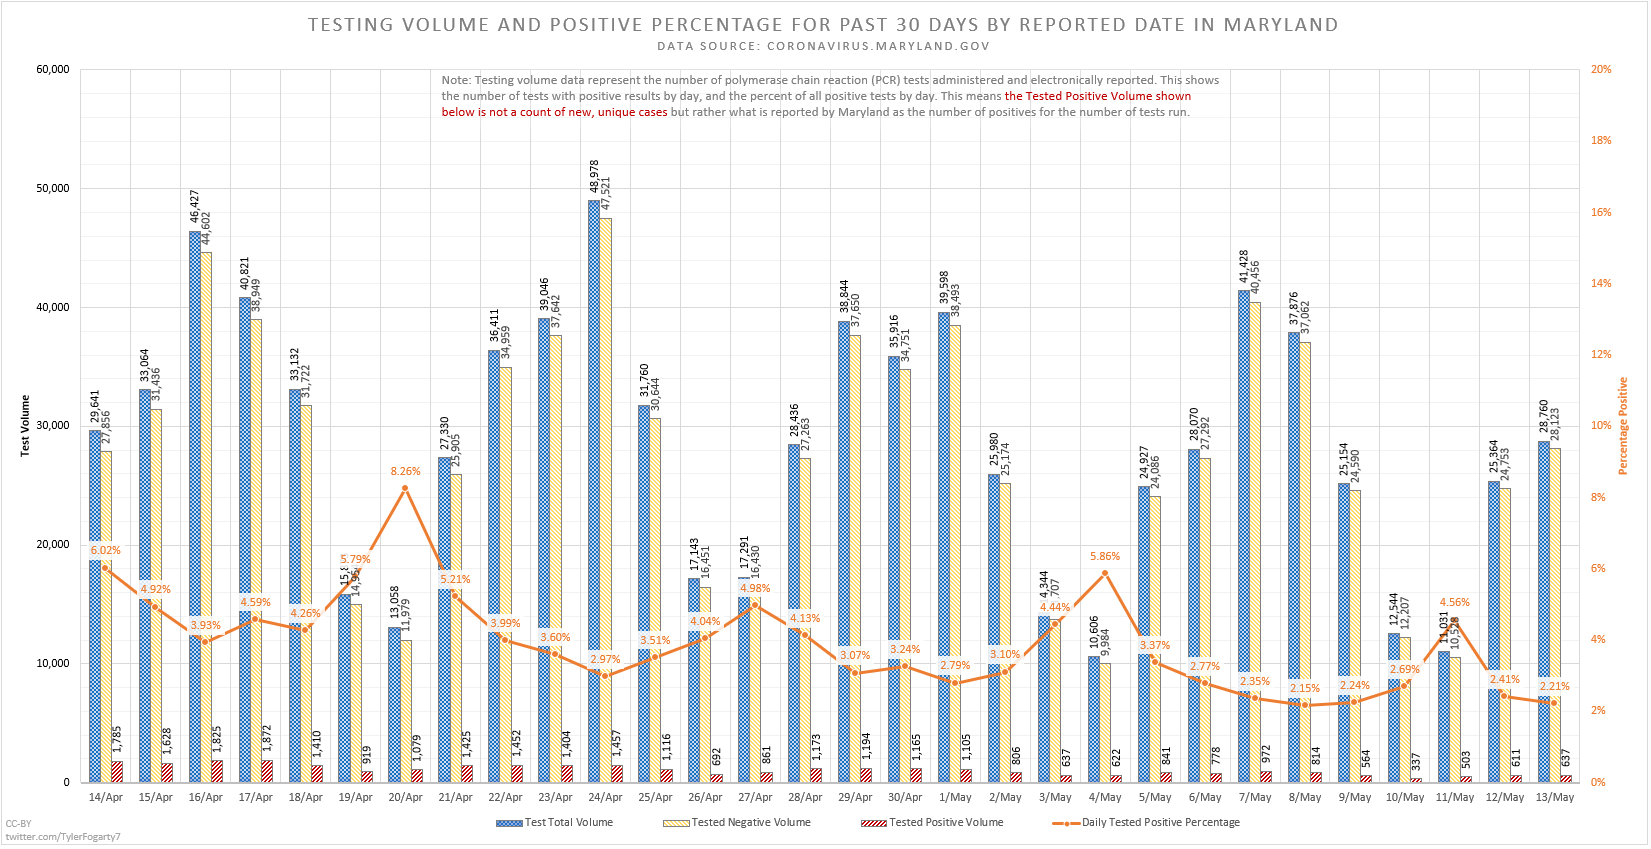 TESTING VOLUME AND POSITIVE PERCENTAGE FOR PAST 30 DAYS BY REPORTED DATE IN MARYLAND
DATA SOURCE: CORONAVIRUS.MARYLAND.GOV
Note: Testing volume data represent the number of polymerase chain reaction (PCR) tests administered and electronically reported. This shows
the number of tests with positive results by day, and the percent of all positive tests by day. This means the Tested Positive Volume shown
below is not a count of new, unique cases but rather what is reported by Maryland as the number of positives for the number of tests run.
Test Volume
60,000
50,000
40,000
30,000
20,000
10,000
0
Percentage Positive
20%
18%
16%
14%
12%
10%
8%
6%
4%
2%
0%
29,641 27,856 6.02% 1,785
33,064 31,436 4.92% 1,628
46,427 44,602 3.93% 1,825
40,821 38,949 4.59% 1,872
33,132 31,722 4.26% 1,410
5.79% 919
13,058 11,979 8.26% 1,079
27,330 25,905 5.21% 1,425
36,411 34,959 3.99% 1,452
39,046 37,642 3.60% 1,404
48,978 47,521 2.97% 1,457
31,760 30,644 3.51% 1,116
17,143 16,451 4.04% 692
17,291 16,430 4.98% 861
28,436 27,263 4.13% 1,173
38,844 37,650 3.07% 1,194
35,916 34,751 3.24% 1,165
39,598 38,493 2.79% 1,105
25,980 25,174 3.10% 806
4.44% 637
10,606 9,984 5.86% 622
24,927 24,086 3.37% 841
28,070 27,292 2.77% 778
41,428 40,456 2.35% 972
37,876 37,062 2.15% 814
25,154 24,590 2.24% 564
12,544 12,207 2.69% 337
11,031 10,528 4.56% 503
25,364 24,753 2.41% 611
28,760 28,123 2.21% 637
14/Apr 15/Apr 16/Apr 17/Apr 18/Apr 19/Apr 20/Apr 21/Apr 22/Apr 23/Apr 24/Apr 25/Apr 26/Apr 27/Apr 28/Apr 29/Apr 30/Apr 1/May 2/May 3/May 4/May 5/May 6/May 7/May 8/May 9/May 10/May 11/May 12/May 13/May
Test Total Volume Tested Negative Volume Tested Positive Volume Daily Tested Positive Percentage
CC-BY
twitter.com/TylerFogarty7